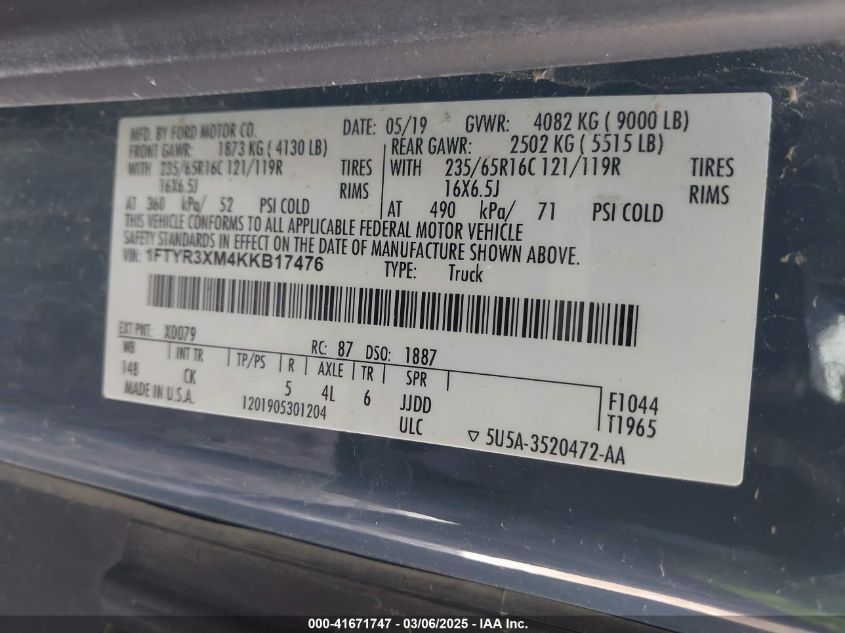 MFD. BY FORD MOTOR CO. DATE: 05/19 GVWR: 4082 KG ( 9000 LB)
FRONT GAWR: 1873 KG ( 4130 LB) REAR GAWR: 2502 KG ( 5515 LB)
WITH 235/65R16C 121/119R TIRES WITH 235/65R16C 121/119R TIRES
16X6.5J RIMS 16X6.5J RIMS
AT 360 kPa/ 52 PSI COLD AT 490 kPa/ 71 PSI COLD
THIS VEHICLE CONFORMS TO ALL APPLICABLE FEDERAL MOTOR VEHICLE
SAFETY STANDARDS IN EFFECT ON THE DATE OF MANUFACTURE SHOWN ABOVE.
VIN: 1FTYR3XM4KKB17476 TYPE: Truck
EXT PNT: X0079 RC: 87 DSO: 1887
WB INT TR TP/PS R AXLE TR SPR
14B CK 5 4L 6 JJDD F1044
MADE IN U.S.A. 1201905301204 ULC T1965
5U5A-3520472-AA
000-41671747 - 03/06/2025 - IAA Inc.